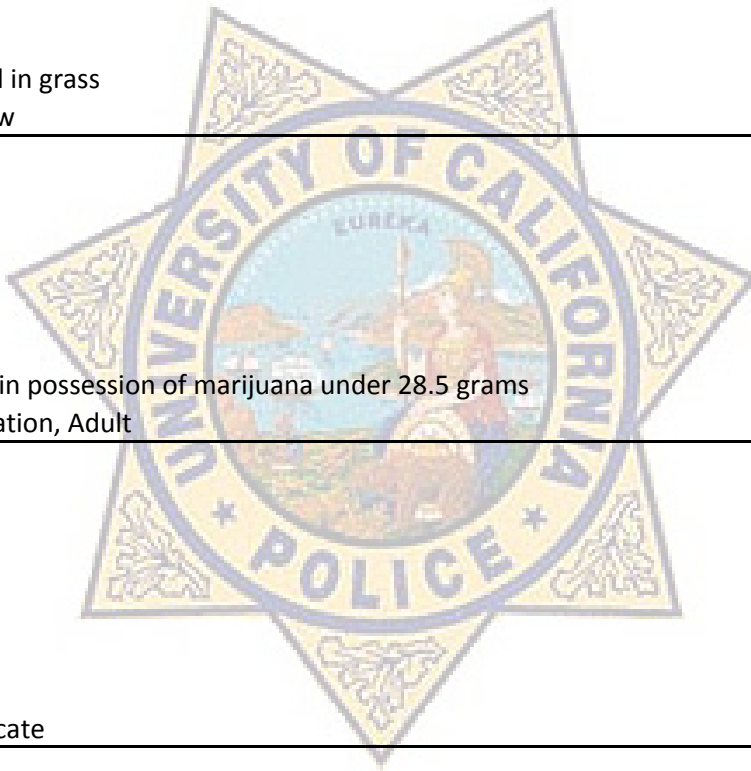 l in grass
w
UNIVERSITY OF CALIFORNIA
EUREKA
in possession of marijuana under 28.5 grams
ation, Adult
POLICE
cate